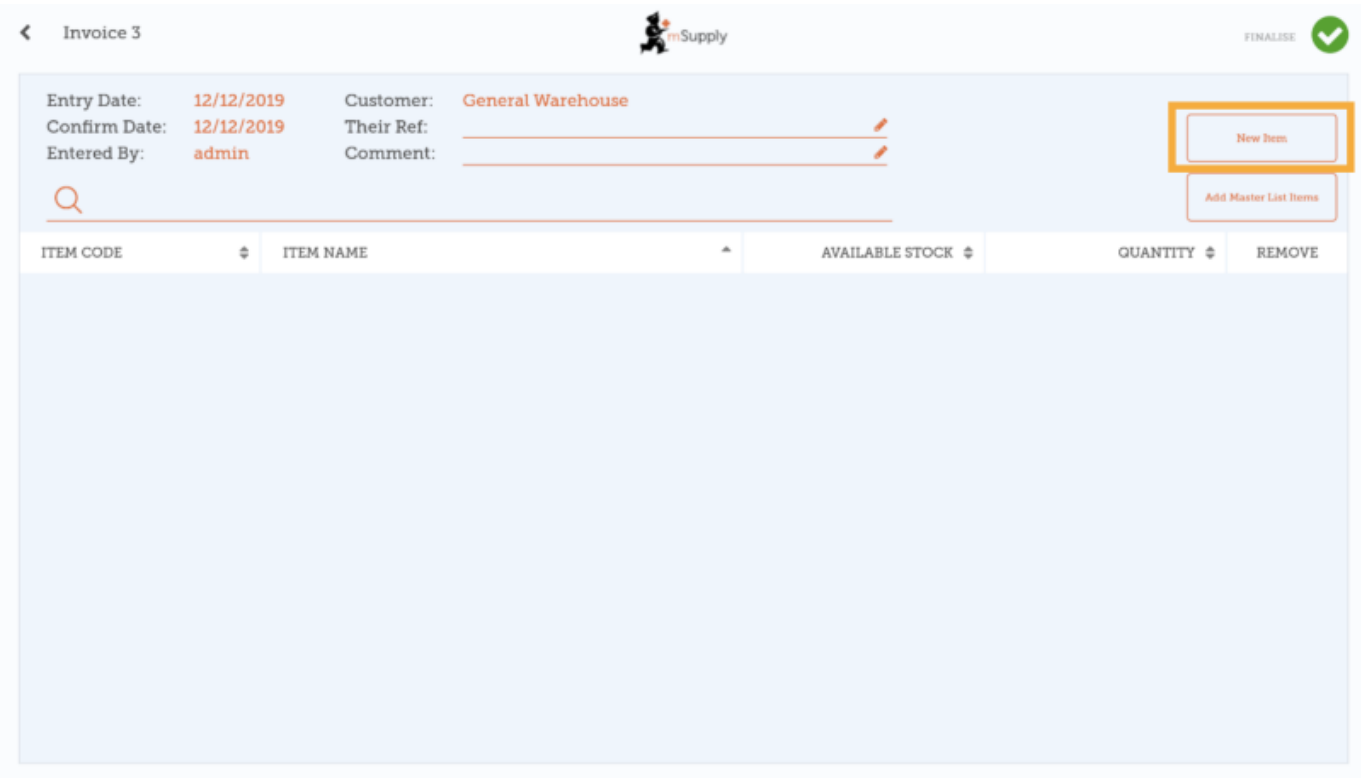 Invoice 3
mSupply
FINALISE
Entry Date: 12/12/2019 Customer: General Warehouse
Confirm Date: 12/12/2019 Their Ref:
Entered By: admin Comment:
New Item
Add Master List Items
ITEM CODE ITEM NAME AVAILABLE STOCK QUANTITY REMOVE